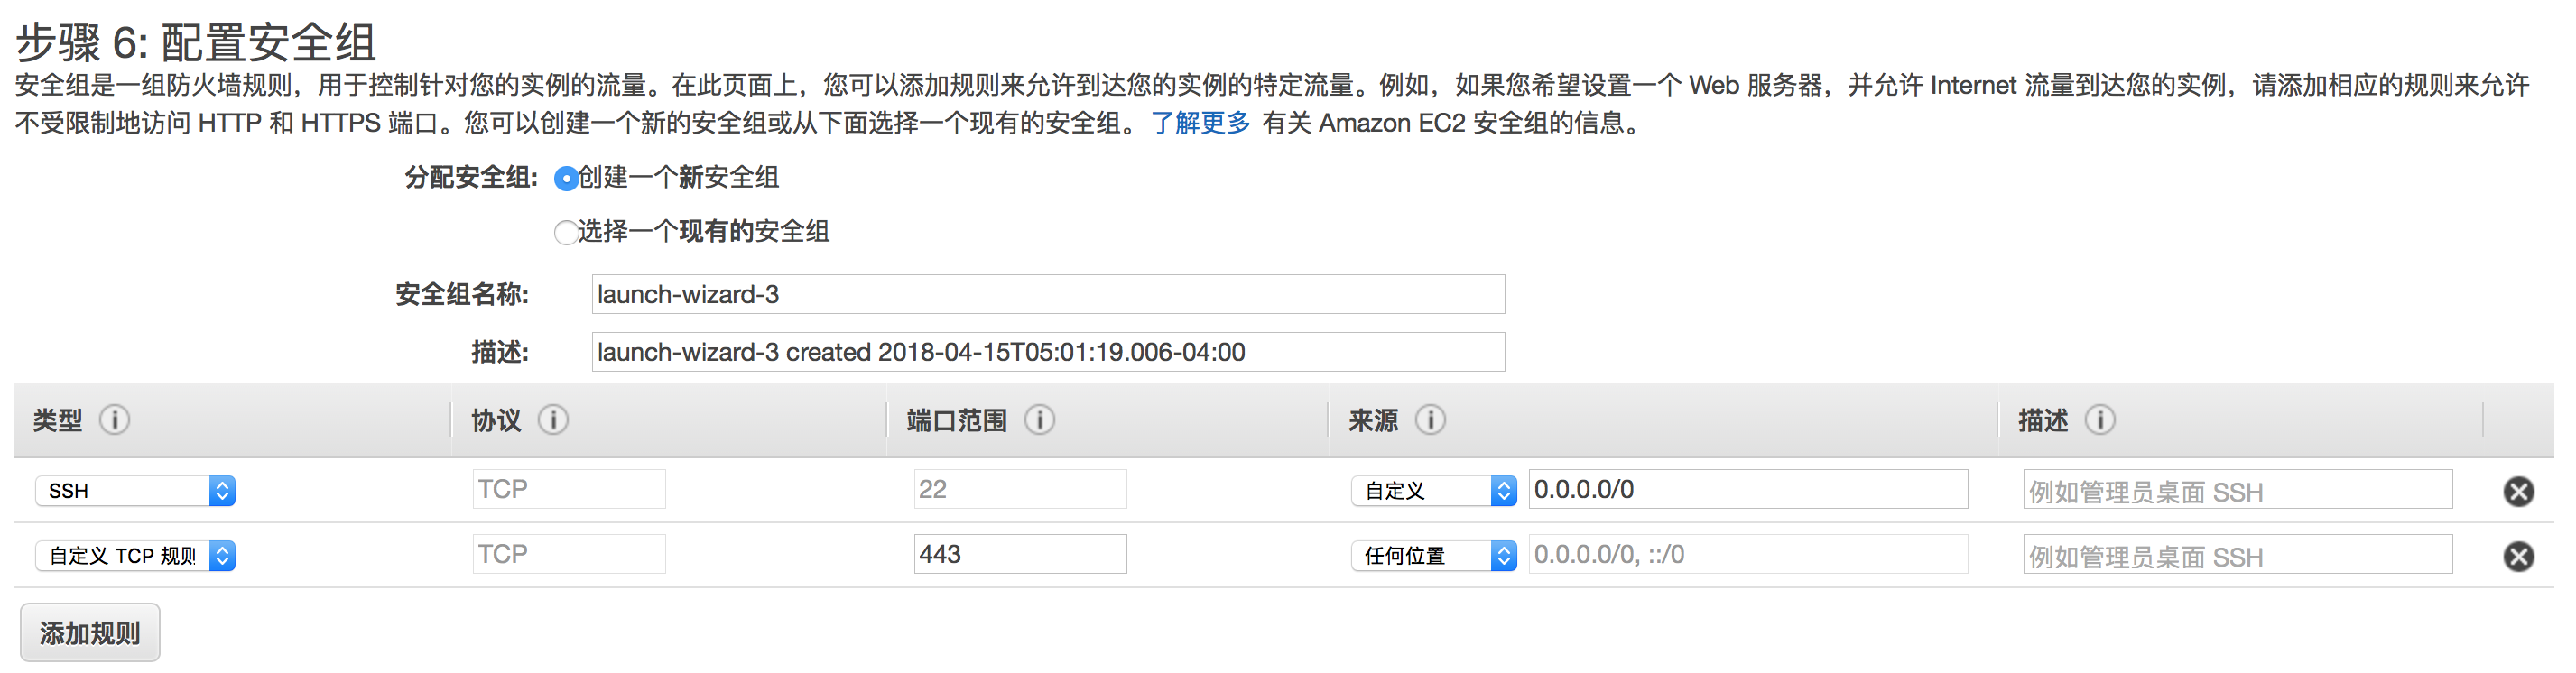 步骤 6: 配置安全组
安全组是一组防火墙规则，用于控制针对您的实例的流量。在此页面上，您可以添加规则来允许到达您的实例的特定流量。例如，如果您希望设置一个 Web 服务器，并允许 Internet 流量到达您的实例，请添加相应的规则来允许
不受限制地访问 HTTP 和 HTTPS 端口。您可以创建一个新的安全组或从下面选择一个现有的安全组。 了解更多 有关 Amazon EC2 安全组的信息。
分配安全组: 创建一个新安全组
选择一个现有的安全组
安全组名称: launch-wizard-3
描述: launch-wizard-3 created 2018-04-15T05:01:19.006-04:00
类型 协议 端口范围 来源 描述
SSH TCP 22 自定义 0.0.0.0/0 例如管理员桌面 SSH
自定义 TCP 规则 TCP 443 任何位置 0.0.0.0/0, ::/0 例如管理员桌面 SSH
添加规则